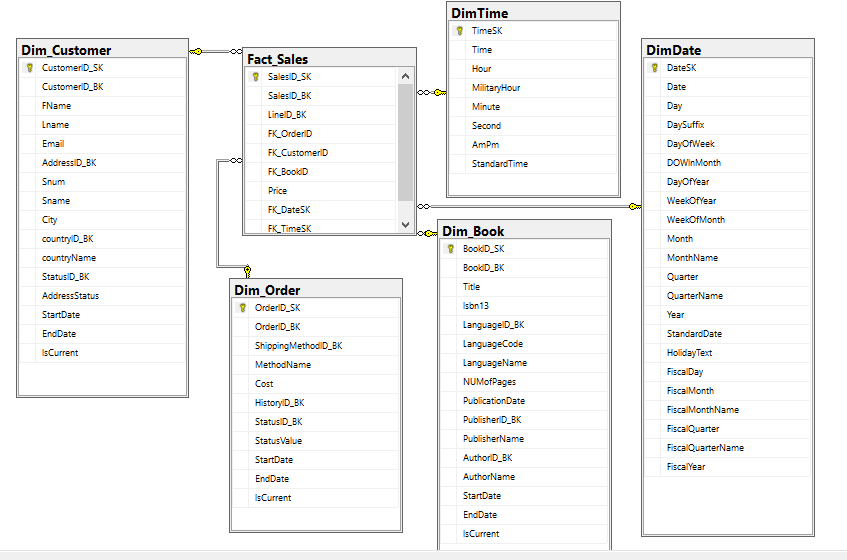 Dim_Customer
CustomerID_SK
CustomerID_BK
FName
Lname
Email
AddressID_BK
Snum
Sname
City
countryID_BK
countryName
StatusID_BK
AddressStatus
StartDate
EndDate
IsCurrent
Fact_Sales
SalesID_SK
SalesID_BK
LineID_BK
FK_OrderID
FK_CustomerID
FK_BookID
Price
FK_DateSK
FK_TimeSK
DimTime
TimeSK
Time
Hour
MilitaryHour
Minute
Second
AmPm
StandardTime
DimDate
DateSK
Date
Day
DaySuffix
DayOfWeek
DOWInMonth
DayOfYear
WeekOfYear
WeekOfMonth
Month
MonthName
Quarter
QuarterName
Year
StandardDate
HolidayText
FiscalDay
FiscalMonth
FiscalMonthName
FiscalQuarter
FiscalQuarterName
FiscalYear
Dim_Order
OrderID_SK
OrderID_BK
ShippingMethodID_BK
MethodName
Cost
HistoryID_BK
StatusID_BK
StatusValue
StartDate
EndDate
IsCurrent
Dim_Book
BookID_SK
BookID_BK
Title
Isbn13
LanguageID_BK
LanguageCode
LanguageName
NUMofPages
PublicationDate
PublisherID_BK
PublisherName
AuthorID_BK
AuthorName
StartDate
EndDate
IsCurrent